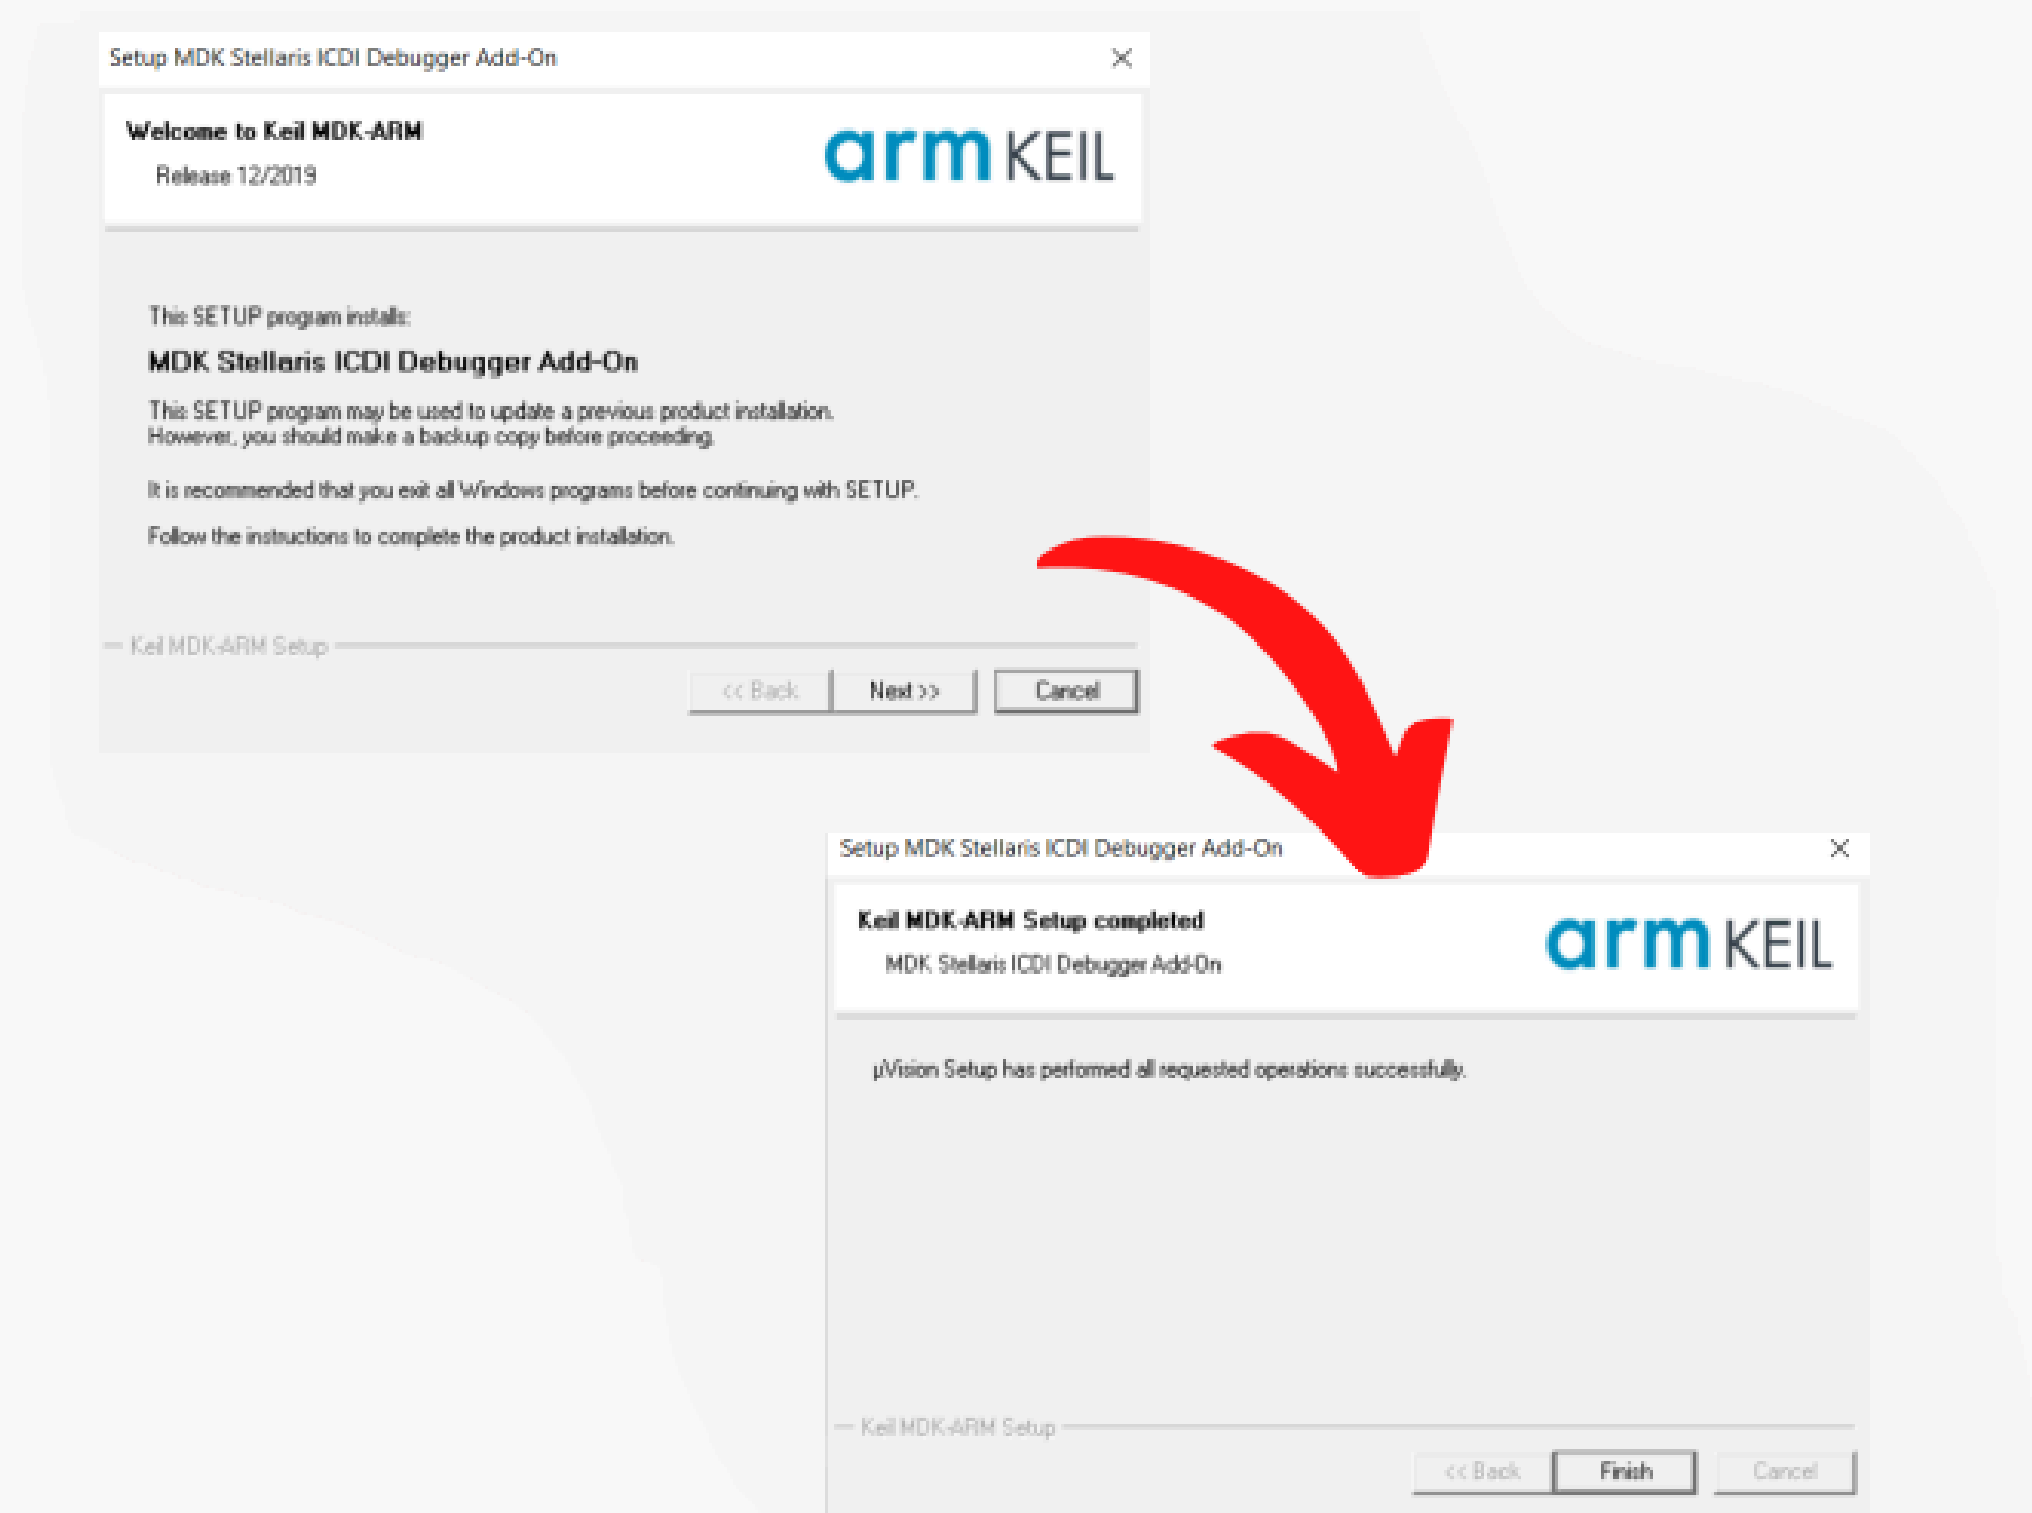 Setup MDK Stellaris ICDI Debugger Add-On
Welcome to Keil MDK-ARM
Release 12/2019
arm KEIL
This SETUP program installs:
MDK Stellaris ICDI Debugger Add-On
This SETUP program may be used to update a previous product installation.
However, you should make a backup copy before proceeding.
It is recommended that you exit all Windows programs before continuing with SETUP.
Follow the instructions to complete the product installation.
Keil MDK-ARM Setup
<< Back
Next >>
Cancel
Setup MDK Stellaris ICDI Debugger Add-On
Keil MDK-ARM Setup completed
MDK Stellaris ICDI Debugger Add-On
arm KEIL
µVision Setup has performed all requested operations successfully.
Keil MDK-ARM Setup
<< Back
Finish
Cancel